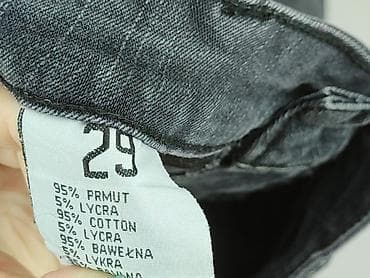 29
95% PRMUT
5% LYCRA
95% COTTON
5% LYCRA
95% BAWEŁNA
5% LYKRA